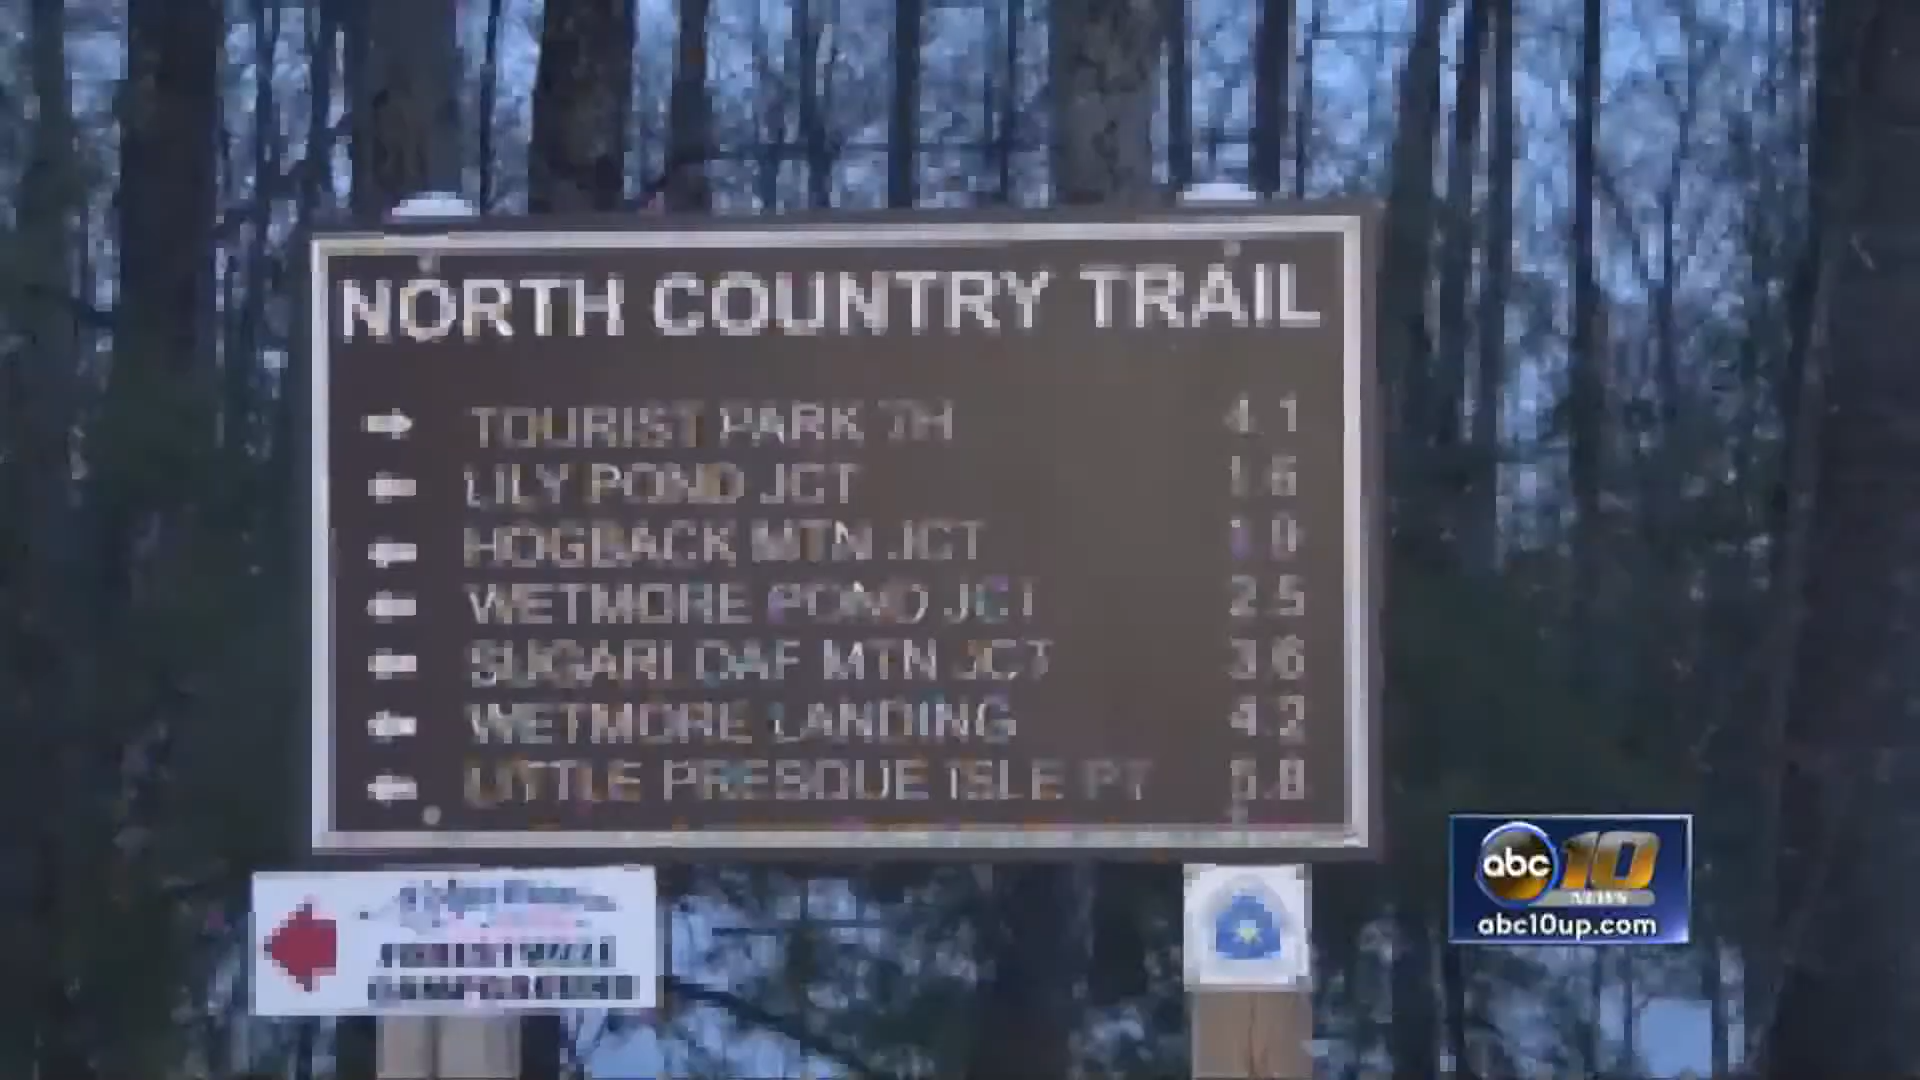 NORTH COUNTRY TRAIL
→ TOURIST PARK TH 4.1
← LILY POND JCT 1.6
← HOGBACK MTN JCT
← WETMORE POND JCT 2.5
← SUGARLOAF MTN JCT 3.6
← WETMORE LANDING 4.2
← LITTLE PRESQUE ISLE PT 5.8
abc 10
NEWS
abc10up.com